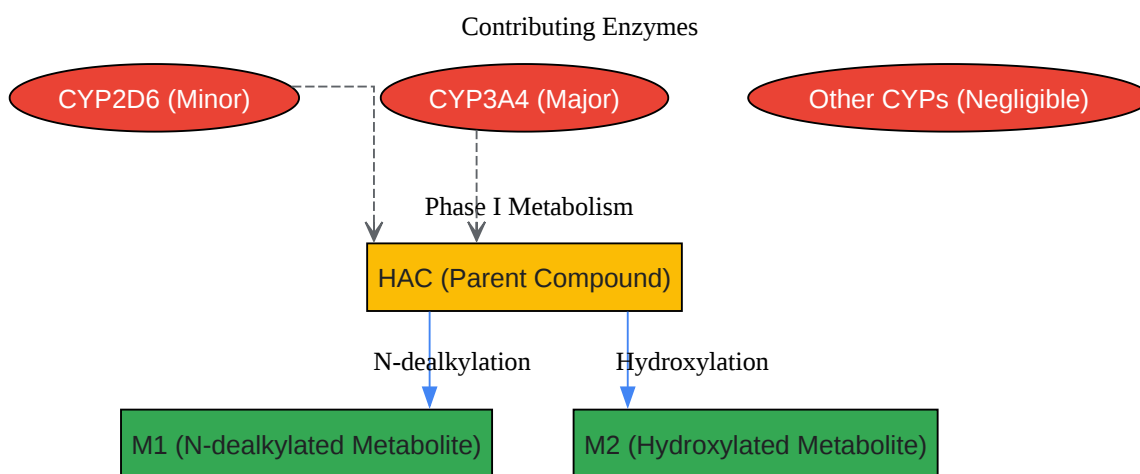 Contributing Enzymes
CYP2D6 (Minor)
CYP3A4 (Major)
Other CYPs (Negligible)
Phase I Metabolism
HAC (Parent Compound)
N-dealkylation
Hydroxylation
M1 (N-dealkylated Metabolite)
M2 (Hydroxylated Metabolite)